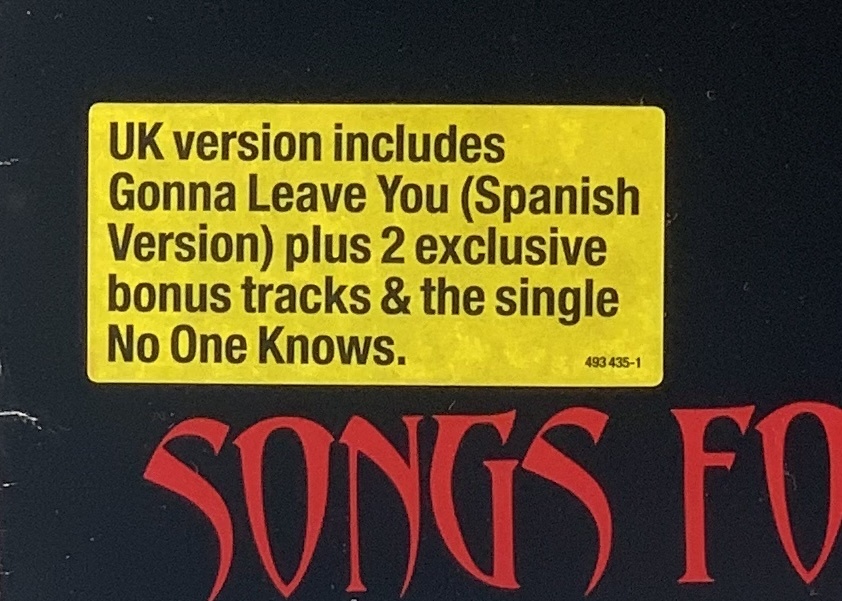 UK version includes
Gonna Leave You (Spanish
Version) plus 2 exclusive
bonus tracks & the single
No One Knows.
493 435-1
SONGS FO